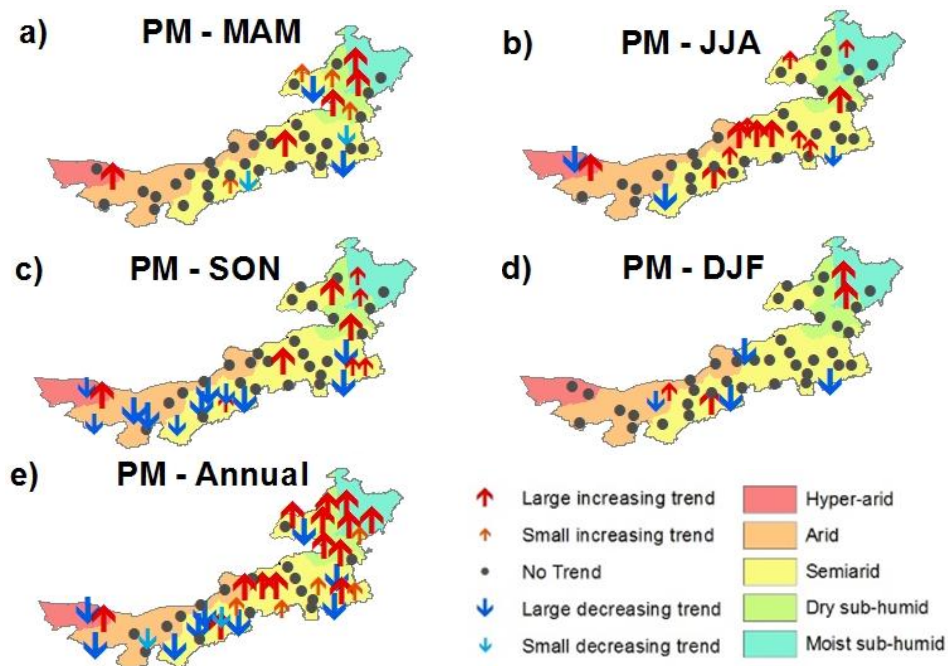 a) PM - MAM
b) PM - JJA
c) PM - SON
d) PM - DJF
e) PM - Annual
Large increasing trend
Small increasing trend
No Trend
Large decreasing trend
Small decreasing trend
Hyper-arid
Arid
Semiarid
Dry sub-humid
Moist sub-humid